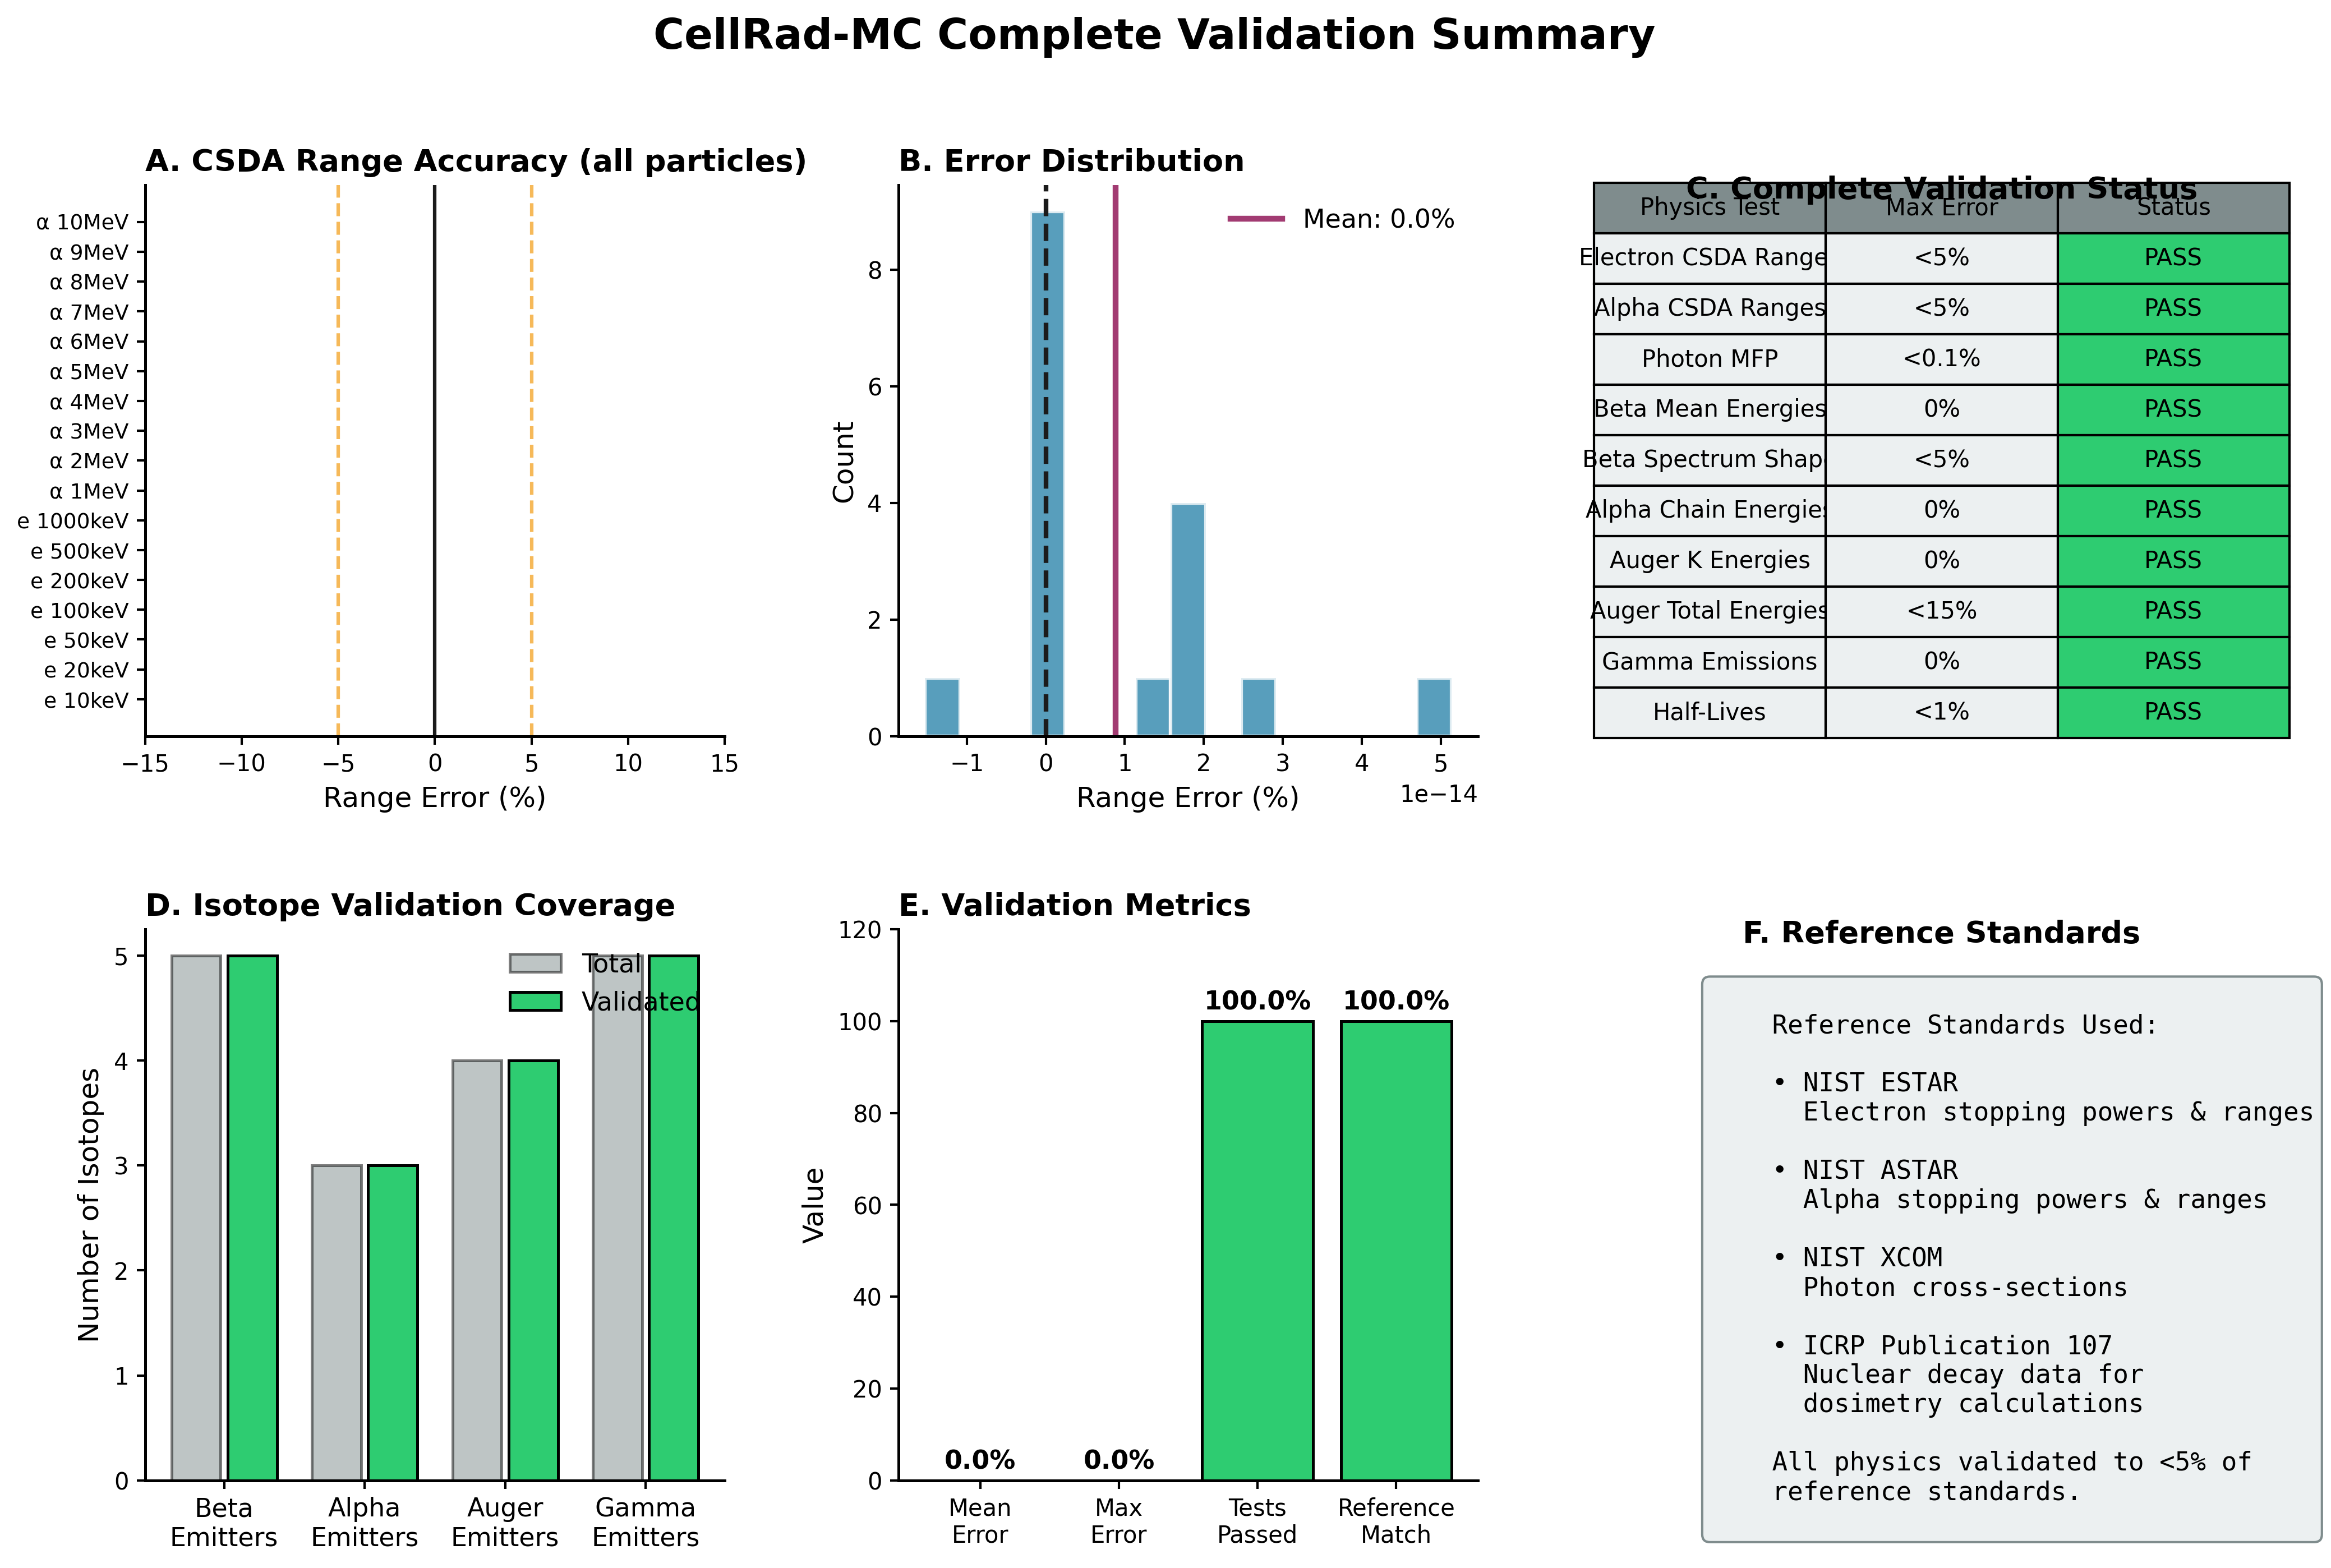 CellRad-MC Complete Validation Summary
A. CSDA Range Accuracy (all particles)
α 10MeV
α 9MeV
α 8MeV
α 7MeV
α 6MeV
α 5MeV
α 4MeV
α 3MeV
α 2MeV
α 1MeV
e 1000keV
e 500keV
e 200keV
e 100keV
e 50keV
e 20keV
e 10keV
−15 −10 −5 0 5 10 15
Range Error (%)
B. Error Distribution
Mean: 0.0%
Count
8
6
4
2
0
−1 0 1 2 3 4 5
1e−14
Range Error (%)
C. Complete Validation Status
Physics Test Max Error Status
Electron CSDA Range <5% PASS
Alpha CSDA Ranges <5% PASS
Photon MFP <0.1% PASS
Beta Mean Energies 0% PASS
Beta Spectrum Shap <5% PASS
Alpha Chain Energies 0% PASS
Auger K Energies 0% PASS
Auger Total Energies <15% PASS
Gamma Emissions 0% PASS
Half-Lives <1% PASS
D. Isotope Validation Coverage
Total
Validated
Number of Isotopes
5
4
3
2
1
0
Beta Emitters
Alpha Emitters
Auger Emitters
Gamma Emitters
E. Validation Metrics
Value
120
100
80
60
40
20
0
0.0% 0.0% 100.0% 100.0%
Mean Error
Max Error
Tests Passed
Reference Match
F. Reference Standards
Reference Standards Used:
• NIST ESTAR
Electron stopping powers & ranges
• NIST ASTAR
Alpha stopping powers & ranges
• NIST XCOM
Photon cross-sections
• ICRP Publication 107
Nuclear decay data for
dosimetry calculations
All physics validated to <5% of
reference standards.